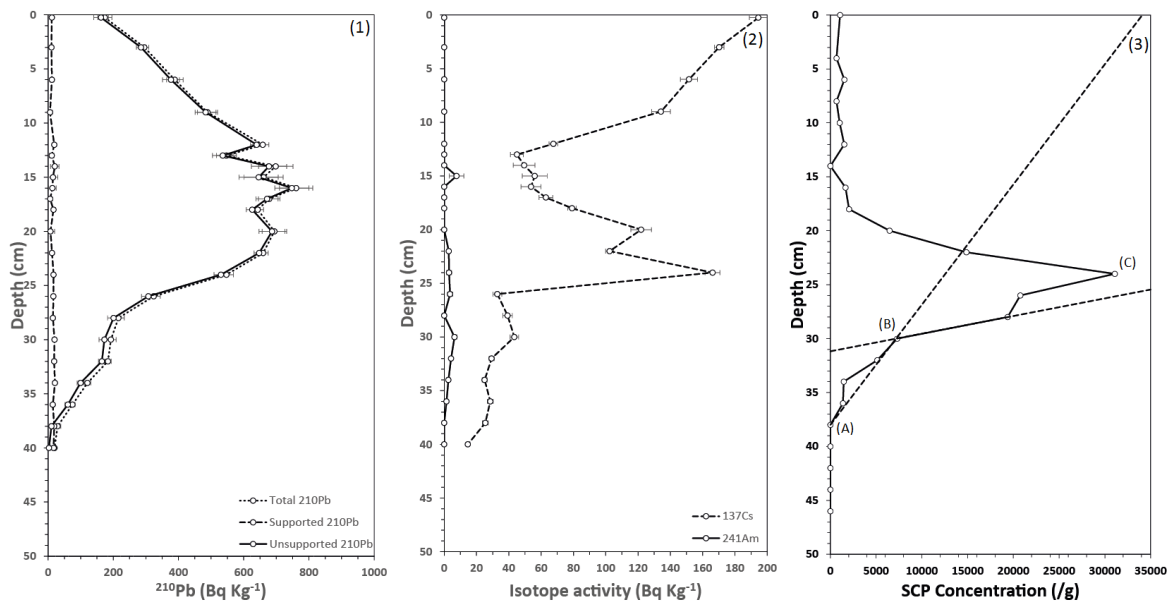 (1)
0
5
10
15
20
25
30
35
40
45
50
Depth (cm)
Total 210Pb
Supported 210Pb
Unsupported 210Pb
0 200 400 600 800 1000
²¹⁰Pb (Bq Kg⁻¹)
(2)
0
5
10
15
20
25
30
35
40
45
50
Depth (cm)
137Cs
241Am
0 20 40 60 80 100 120 140 160 180 200
Isotope activity (Bq Kg⁻¹)
(3)
0
5
10
15
20
25
30
35
40
45
50
Depth (cm)
(C)
(B)
(A)
0 5000 10000 15000 20000 25000 30000 35000
SCP Concentration (/g)